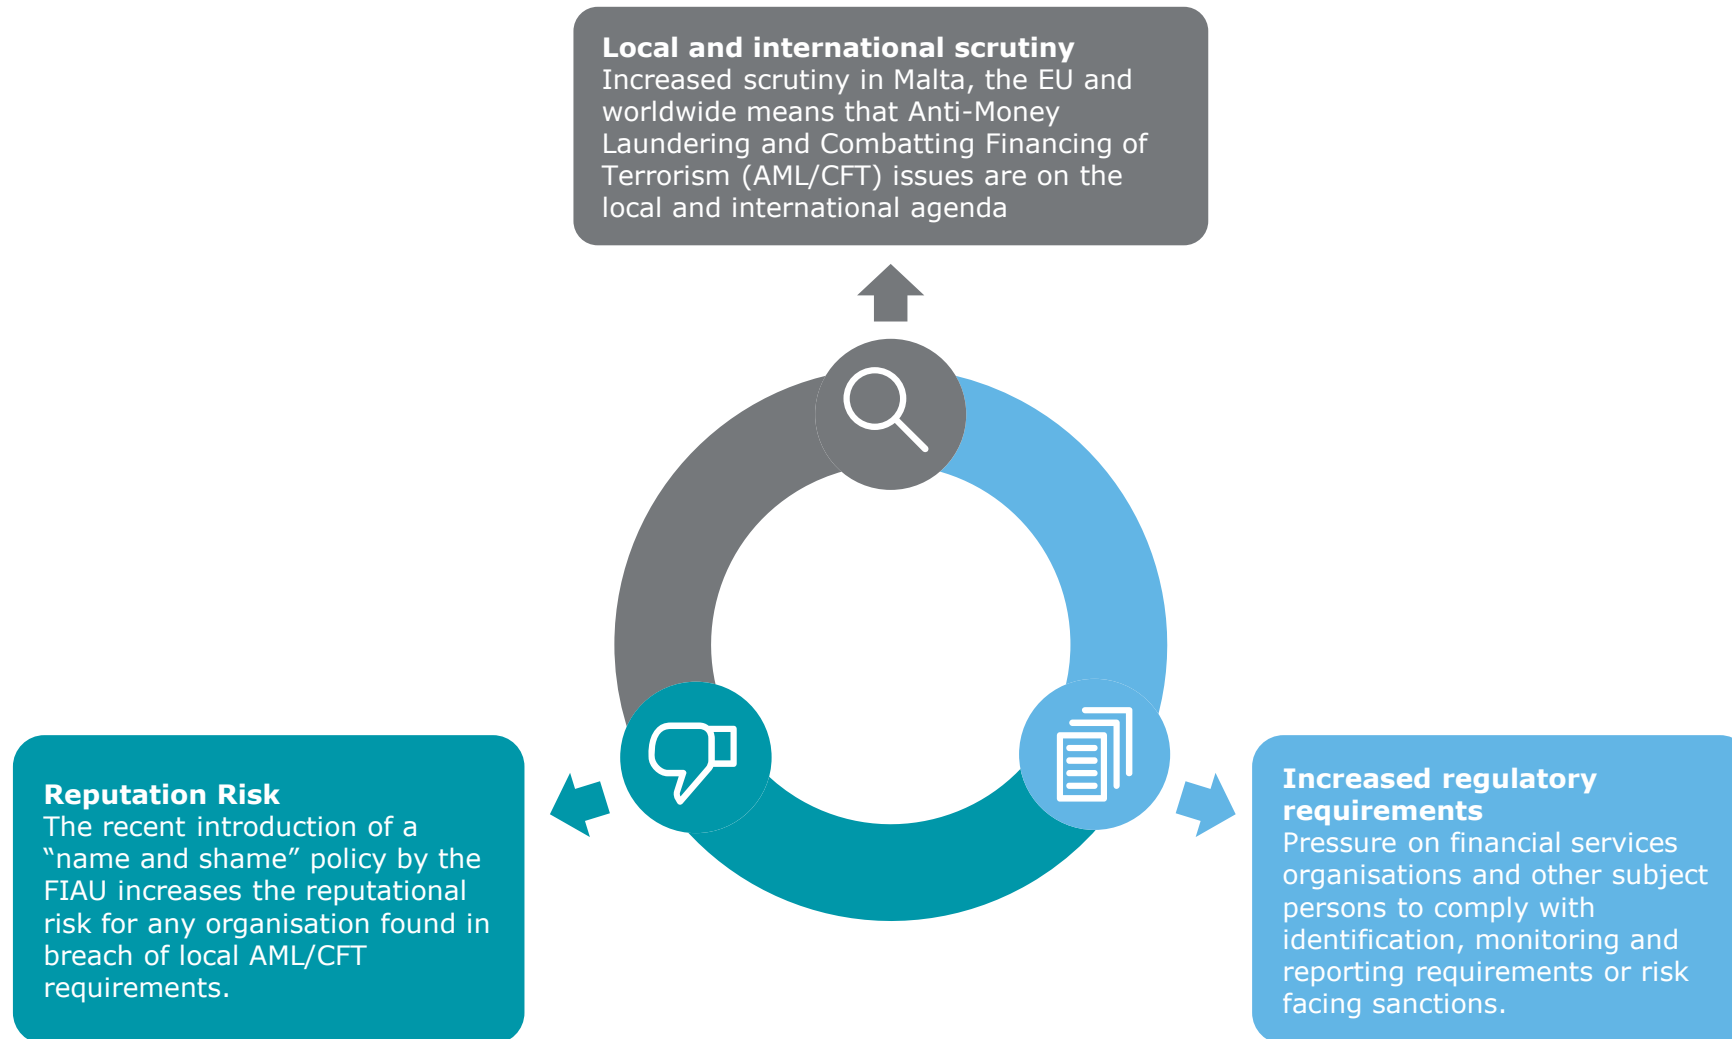 Local and international scrutiny
Increased scrutiny in Malta, the EU and
worldwide means that Anti-Money
Laundering and Combatting Financing of
Terrorism (AML/CFT) issues are on the
local and international agenda
Reputation Risk
The recent introduction of a
“name and shame” policy by the
FIAU increases the reputational
risk for any organisation found in
breach of local AML/CFT
requirements.
Increased regulatory
requirements
Pressure on financial services
organisations and other subject
persons to comply with
identification, monitoring and
reporting requirements or risk
facing sanctions.